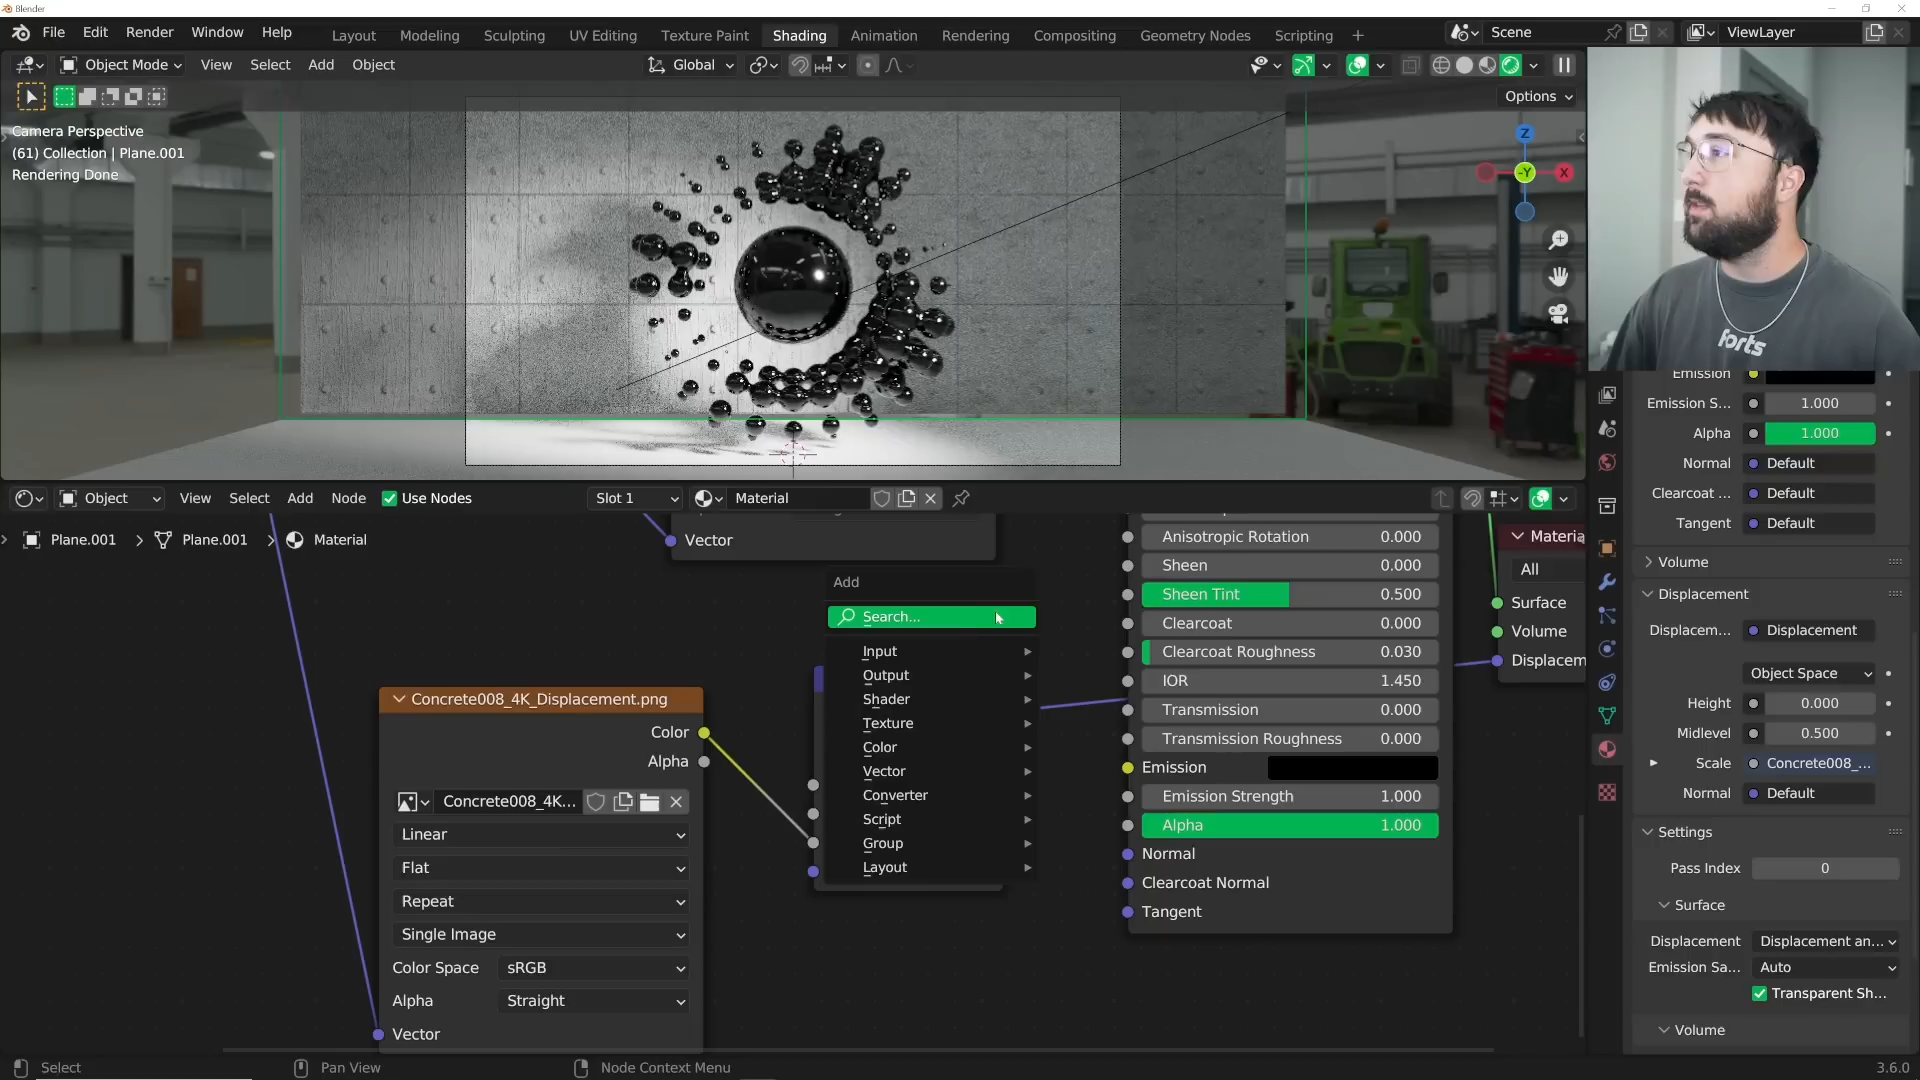 Blender
File Edit Render Window Help
Layout Modeling Sculpting UV Editing Texture Paint Shading Animation Rendering Compositing Geometry Nodes Scripting +
Scene
ViewLayer
Object Mode View Select Add Object
Global
Options
Camera Perspective
(61) Collection | Plane.001
Rendering Done
Z
-Y
X
forts
Object View Select Add Node Use Nodes
Slot 1
Material
Plane.001 > Plane.001 > Material
Vector
Add
Search...
Input
Output
Shader
Texture
Color
Vector
Converter
Script
Group
Layout
Concrete008_4K_Displacement.png
Color
Alpha
Concrete008_4K...
Linear
Flat
Repeat
Single Image
Color Space sRGB
Alpha Straight
Vector
Anisotropic Rotation 0.000
Sheen 0.000
Sheen Tint 0.500
Clearcoat 0.000
Clearcoat Roughness 0.030
IOR 1.450
Transmission 0.000
Transmission Roughness 0.000
Emission
Emission Strength 1.000
Alpha 1.000
Normal
Clearcoat Normal
Tangent
Materia
All
Surface
Volume
Displacem
Emission
Emission S... 1.000
Alpha 1.000
Normal Default
Clearcoat ... Default
Tangent Default
Volume
Displacement
Displacem... Displacement
Object Space
Height 0.000
Midlevel 0.500
Scale Concrete008_...
Normal Default
Settings
Pass Index 0
Surface
Displacement Displacement an...
Emission Sa... Auto
Transparent Sh...
Volume
Select Pan View Node Context Menu 3.6.0